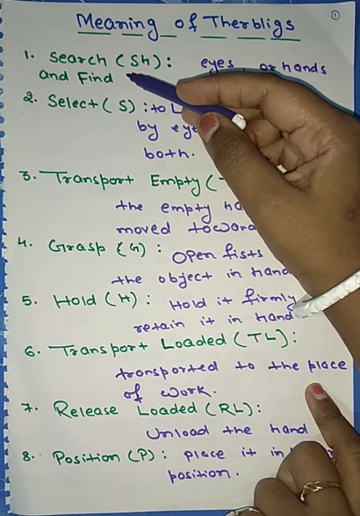 Meaning of Therbligs
1. Search (Sh): eyes or hands
and Find
2. Select (S): to
by
both.
3. Transport Empty (
the empty
moved
4. Grasp (G): Open fists
the object in hand
5. Hold (H): Hold it firmly
retain it in hand
6. Transport Loaded (TL):
transported to the place
of work.
7. Release Loaded (RL):
Unload the hand
8. Position (P): place it in
position.